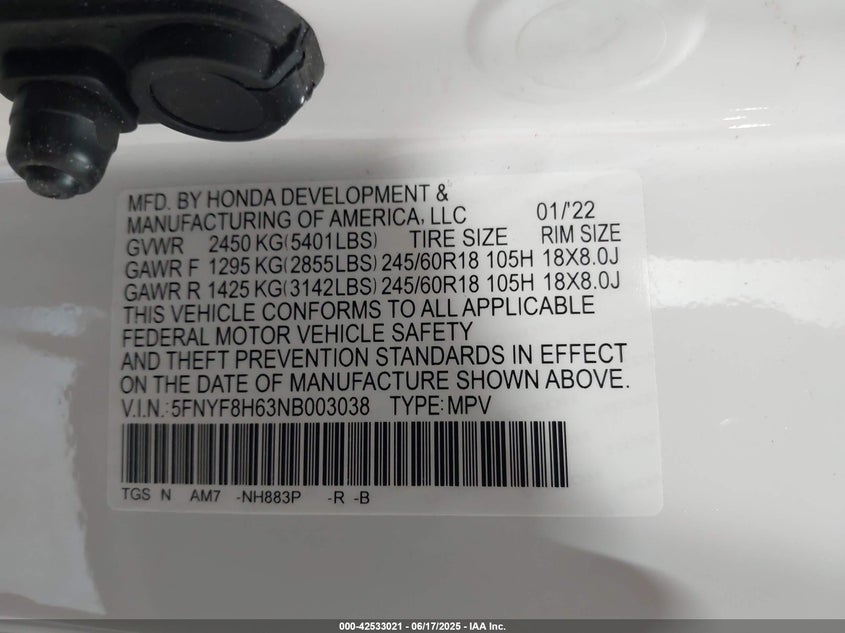 MFD. BY HONDA DEVELOPMENT &
MANUFACTURING OF AMERICA, LLC 01/'22
GVWR 2450 KG(5401LBS) TIRE SIZE RIM SIZE
GAWR F 1295 KG(2855LBS) 245/60R18 105H 18X8.0J
GAWR R 1425 KG(3142LBS) 245/60R18 105H 18X8.0J
THIS VEHICLE CONFORMS TO ALL APPLICABLE
FEDERAL MOTOR VEHICLE SAFETY
AND THEFT PREVENTION STANDARDS IN EFFECT
ON THE DATE OF MANUFACTURE SHOWN ABOVE.
V.I.N.:5FNYF8H63NB003038 TYPE:MPV
TGS N AM7 -NH883P -R -B
000-42533021 - 06/17/2025 - IAA Inc.